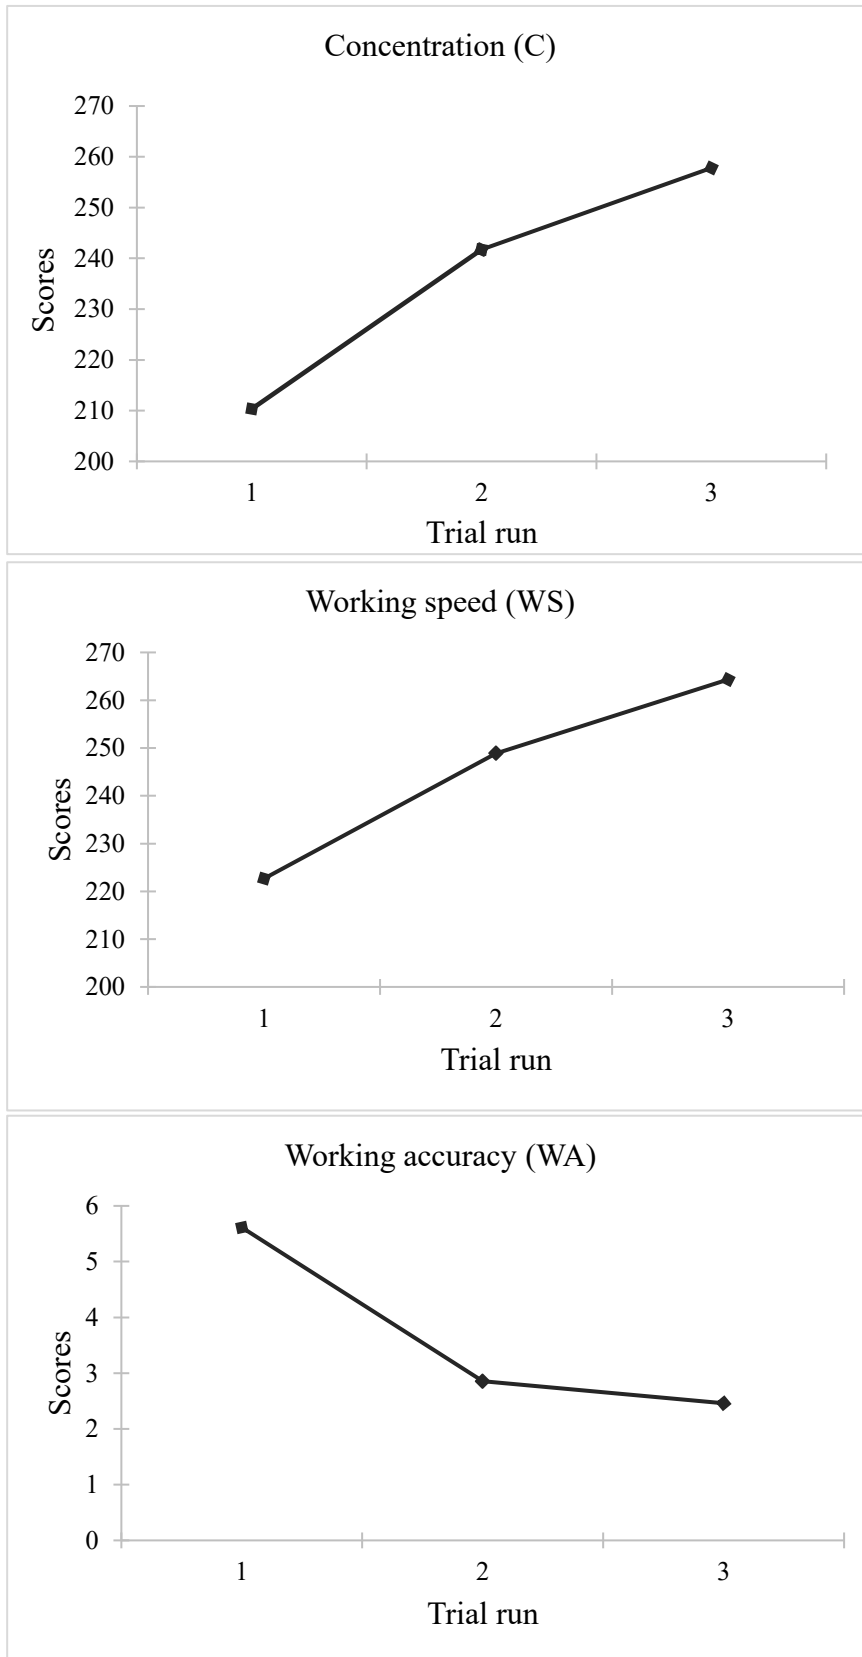 Concentration (C)
270
260
250
240
230
220
210
200
Scores
1 2 3
Trial run
Working speed (WS)
270
260
250
240
230
220
210
200
Scores
1 2 3
Trial run
Working accuracy (WA)
6
5
4
3
2
1
0
Scores
1 2 3
Trial run